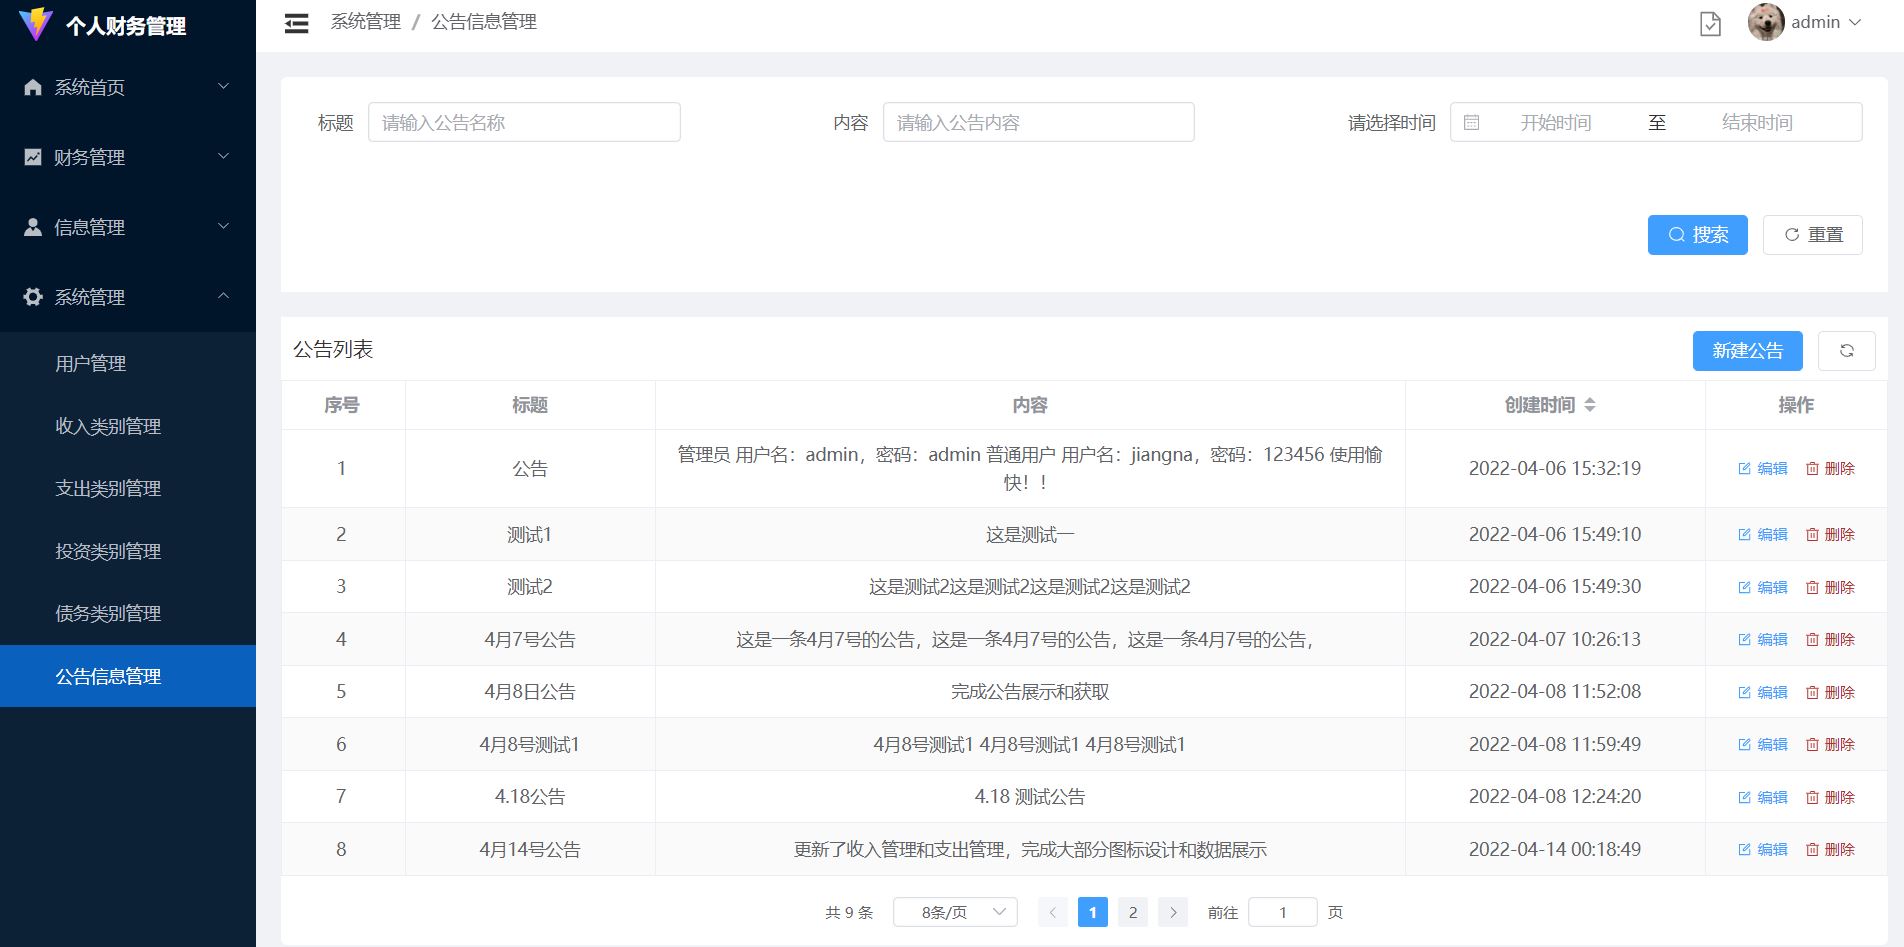 个人财务管理
系统管理 / 公告信息管理
admin
系统首页
财务管理
信息管理
系统管理
用户管理
收入类别管理
支出类别管理
投资类别管理
债务类别管理
公告信息管理
标题 请输入公告名称 内容 请输入公告内容 请选择时间 开始时间 至 结束时间
搜索 重置
公告列表 新建公告
序号 标题 内容 创建时间 操作
1 公告 管理员 用户名：admin，密码：admin 普通用户 用户名：jiangna，密码：123456 使用愉
快！！ 2022-04-06 15:32:19 编辑 删除
2 测试1 这是测试一 2022-04-06 15:49:10 编辑 删除
3 测试2 这是测试2这是测试2这是测试2这是测试2 2022-04-06 15:49:30 编辑 删除
4 4月7号公告 这是一条4月7号的公告，这是一条4月7号的公告，这是一条4月7号的公告， 2022-04-07 10:26:13 编辑 删除
5 4月8日公告 完成公告展示和获取 2022-04-08 11:52:08 编辑 删除
6 4月8号测试1 4月8号测试1 4月8号测试1 4月8号测试1 2022-04-08 11:59:49 编辑 删除
7 4.18公告 4.18 测试公告 2022-04-08 12:24:20 编辑 删除
8 4月14号公告 更新了收入管理和支出管理，完成大部分图标设计和数据展示 2022-04-14 00:18:49 编辑 删除
共 9 条 8条/页 1 2 前往 1 页